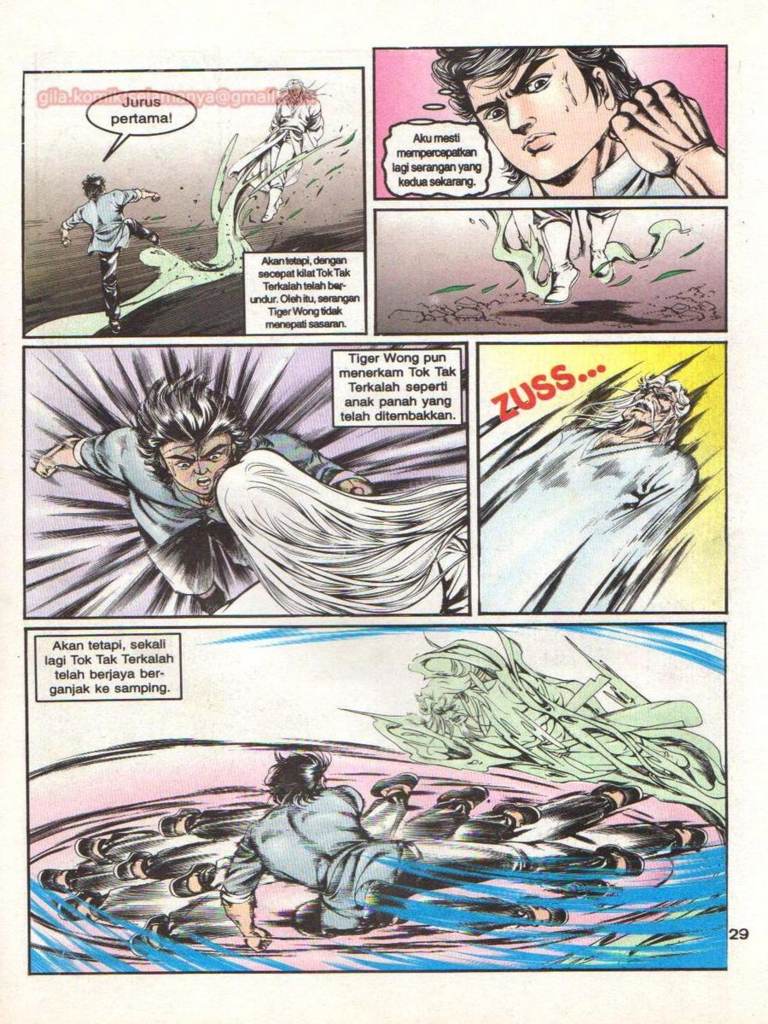 gila.komik.selamanya@gmail.com
Jurus
pertama!
Akan tetapi, dengan
secepat kilat Tok Tak
Terkalah telah ber-
undur. Oleh itu, serangan
Tiger Wong tidak
menepati sasaran.
Aku mesti
mempercepatkan
lagi serangan yang
kedua sekarang.
Tiger Wong pun
menerkam Tok Tak
Terkalah seperti
anak panah yang
telah ditembakkan.
ZUSS...
Akan tetapi, sekali
lagi Tok Tak Terkalah
telah berjaya ber-
ganjak ke samping.
29